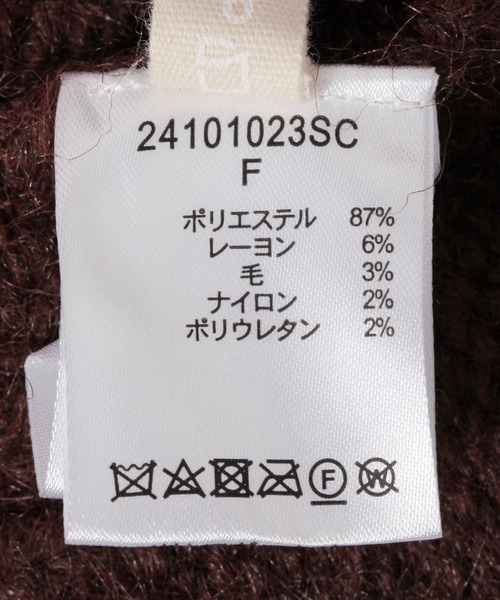 24101023SC
F
ポリエステル 87%
レーヨン 6%
毛 3%
ナイロン 2%
ポリウレタン 2%
F W